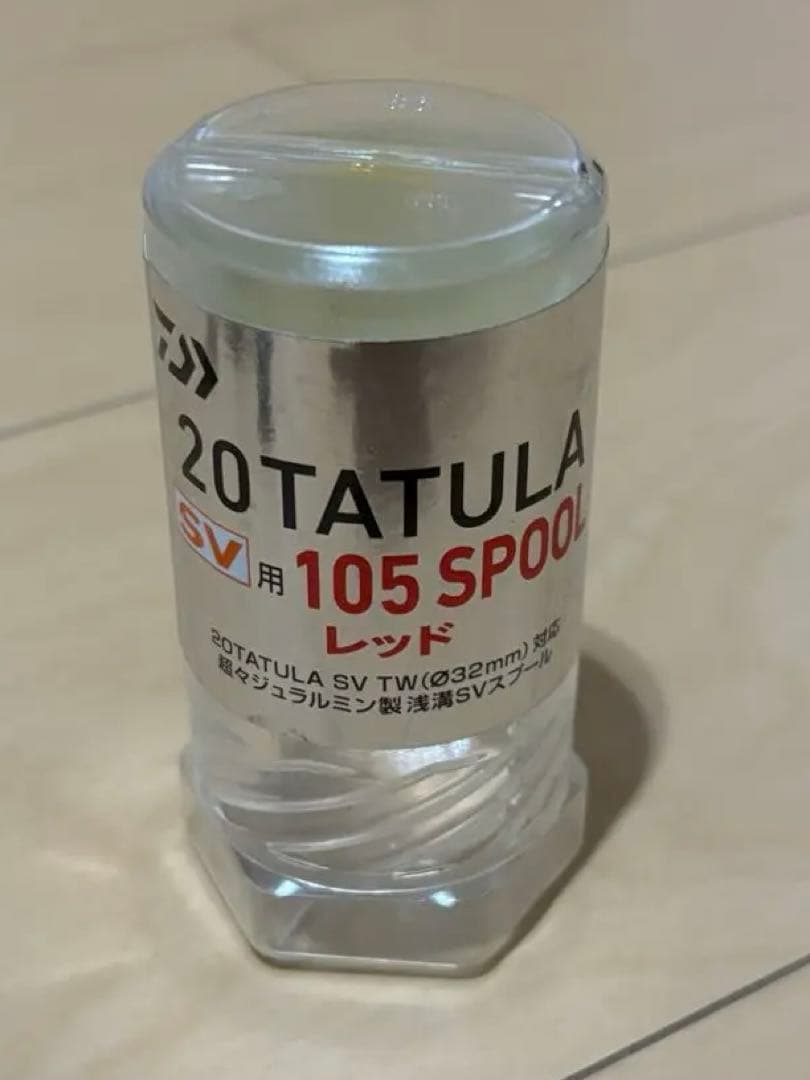 20TATULA
SV用 105 SPOOL
レッド
20TATULA SV TW(Ø32mm)対応
超々ジュラルミン製 浅溝SVスプール